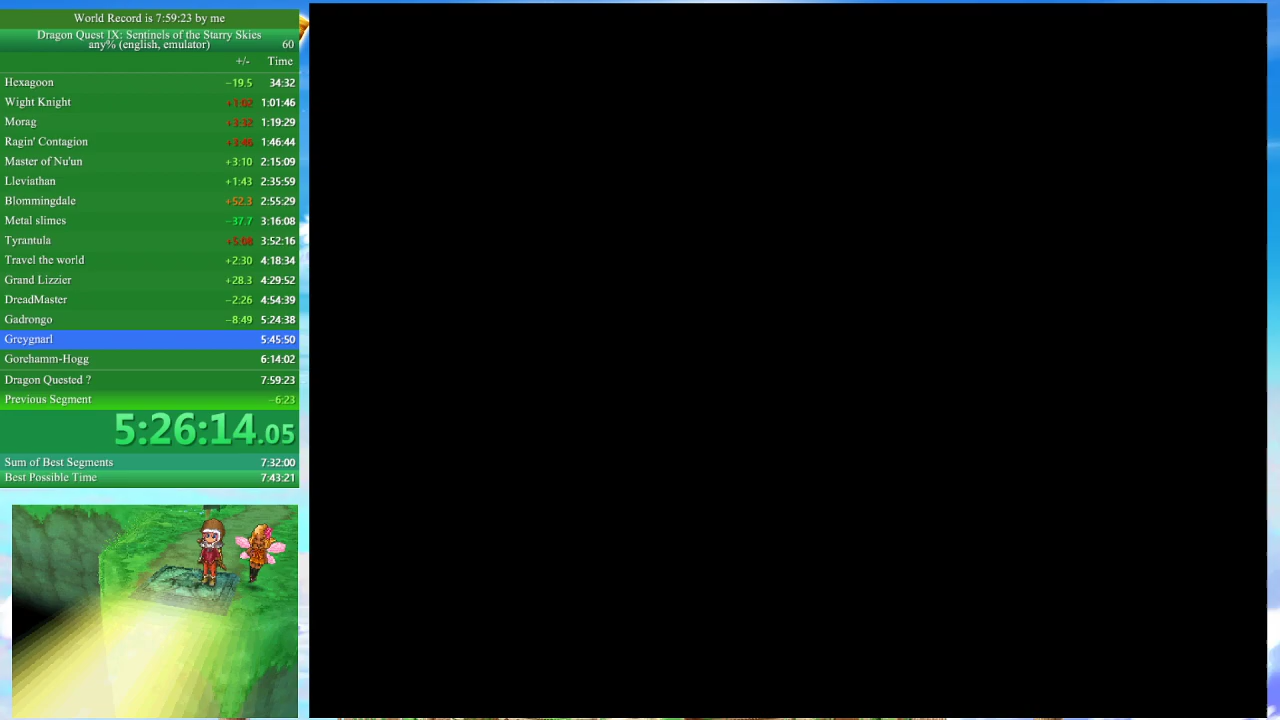 World Record is 7:59:23 by me
Dragon Quest IX: Sentinels of the Starry Skies
any% (english, emulator) 60
+/- Time
Hexagoon −19.5 34:32
Wight Knight +1:02 1:01:46
Morag +3:32 1:19:29
Ragin' Contagion +3:46 1:46:44
Master of Nu'un +3:10 2:15:09
Lleviathan +1:43 2:35:59
Blommingdale +52.3 2:55:29
Metal slimes −37.7 3:16:08
Tyrantula +5:08 3:52:16
Travel the world +2:30 4:18:34
Grand Lizzier +28.3 4:29:52
DreadMaster −2:26 4:54:39
Gadrongo −8:49 5:24:38
Greygnarl 5:45:50
Gorehamm-Hogg 6:14:02
Dragon Quested ? 7:59:23
Previous Segment −6:23
5:26:14.05
Sum of Best Segments 7:32:00
Best Possible Time 7:43:21